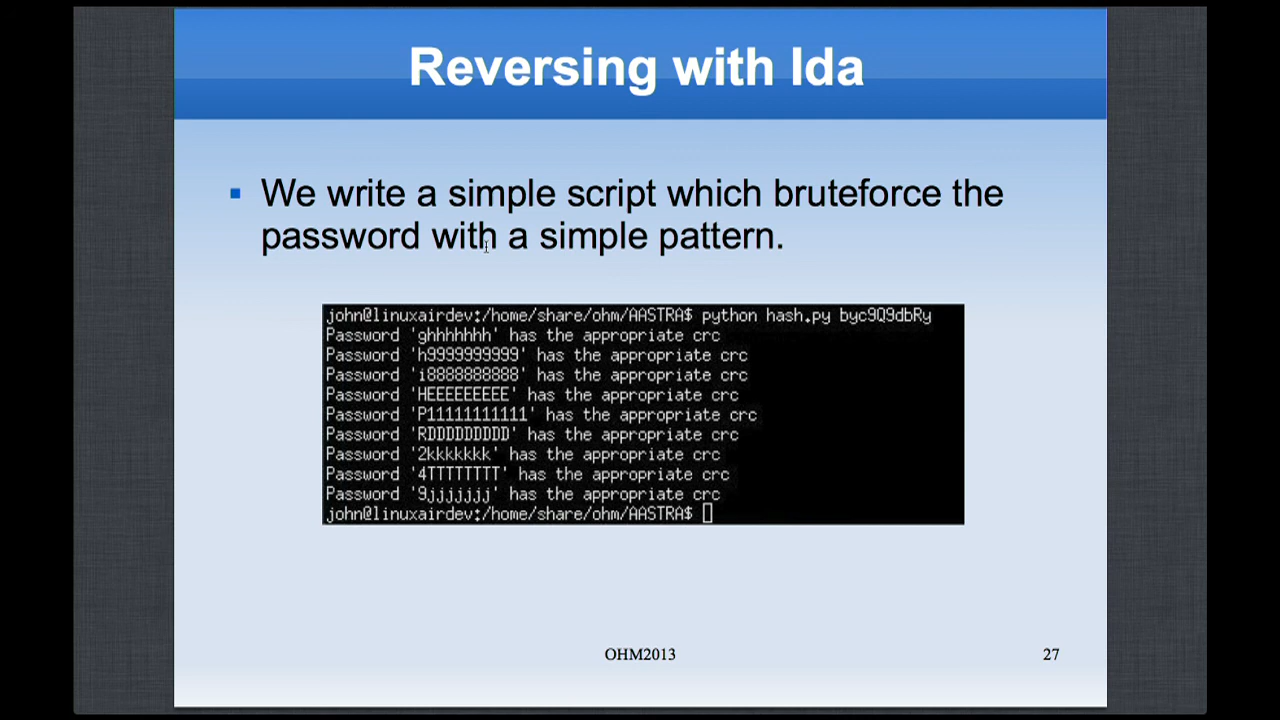 Reversing with Ida
We write a simple script which bruteforce the
password with a simple pattern.
john@linuxairdev:/home/share/ohm/AASTRA$ python hash.py byc9Q9dbRy
Password 'ghhhhhhh' has the appropriate crc
Password 'h9999999999' has the appropriate crc
Password 'i8888888888' has the appropriate crc
Password 'HEEEEEEEEE' has the appropriate crc
Password 'P11111111111' has the appropriate crc
Password 'RDDDDDDDDD' has the appropriate crc
Password '2kkkkkkk' has the appropriate crc
Password '4TTTTTTTT' has the appropriate crc
Password '9jjjjjjj' has the appropriate crc
john@linuxairdev:/home/share/ohm/AASTRA$
OHM2013
27